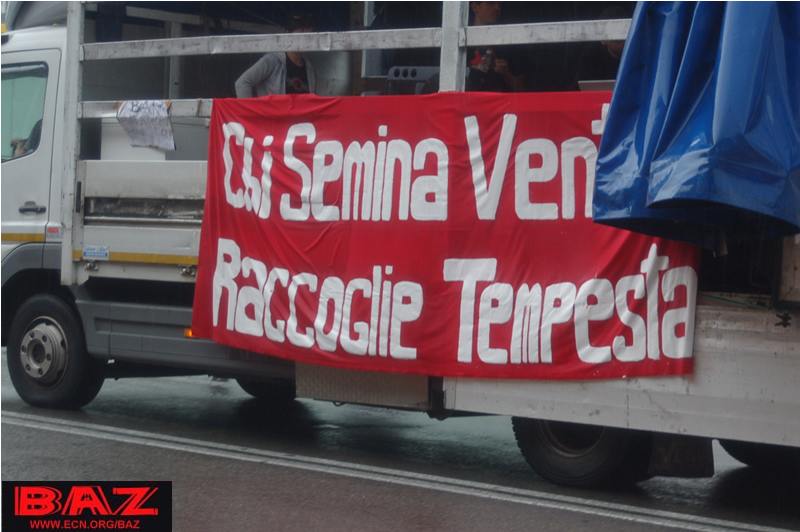 Chi Semina Vent
Raccoglie Tempesta
BAZ
WWW.ECN.ORG/BAZ